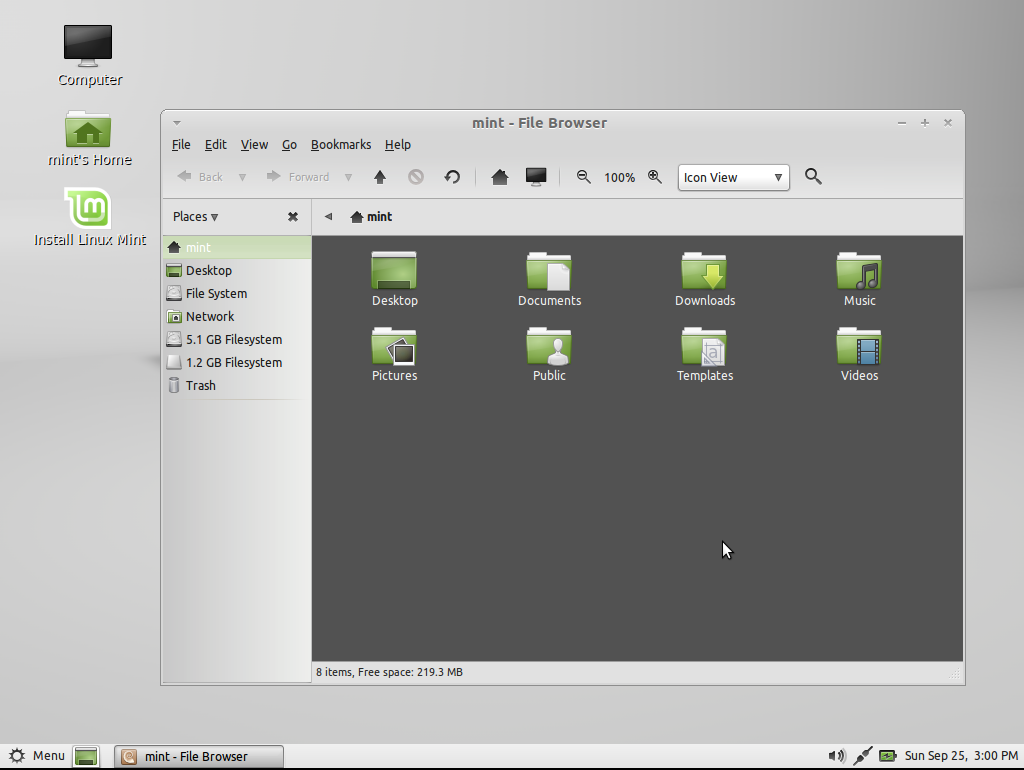 Computer
mint's Home
Install Linux Mint
mint - File Browser
File Edit View Go Bookmarks Help
Back Forward 100% Icon View
Places mint
mint
Desktop
File System
Network
5.1 GB Filesystem
1.2 GB Filesystem
Trash
Desktop Documents Downloads Music
Pictures Public Templates Videos
8 items, Free space: 219.3 MB
Menu mint - File Browser Sun Sep 25, 3:00 PM